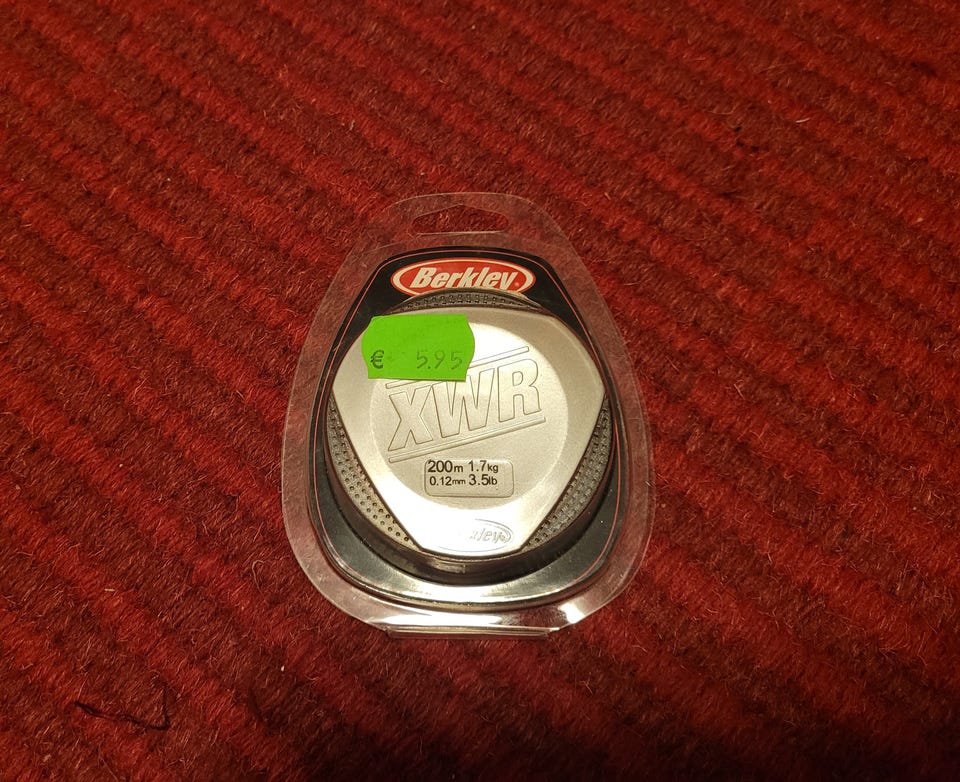 Berkley
€ 5.95
XWR
200m 1.7kg
0.12mm 3.5lb